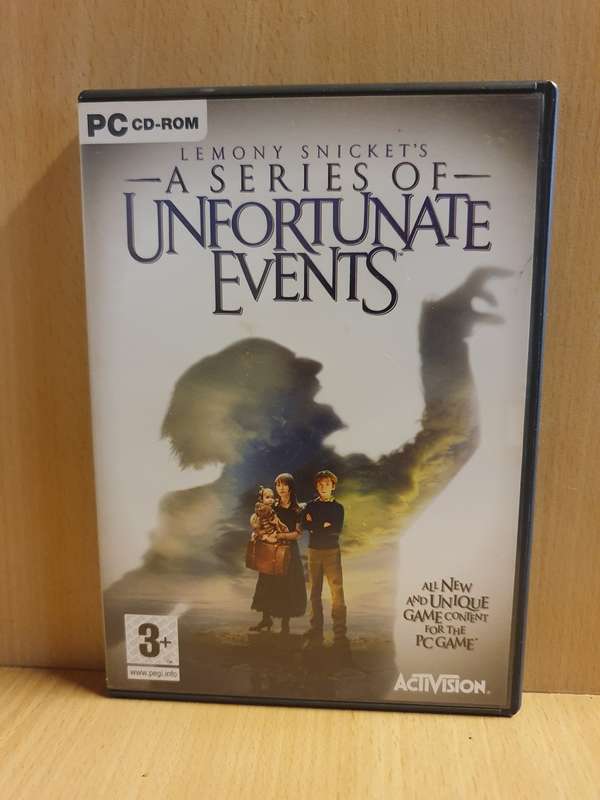 PC CD-ROM
LEMONY SNICKET'S
A SERIES OF
UNFORTUNATE
EVENTS™
ALL NEW
AND UNIQUE
GAME CONTENT
FOR THE
PC GAME
3+
www.pegi.info
ACTIVISION.